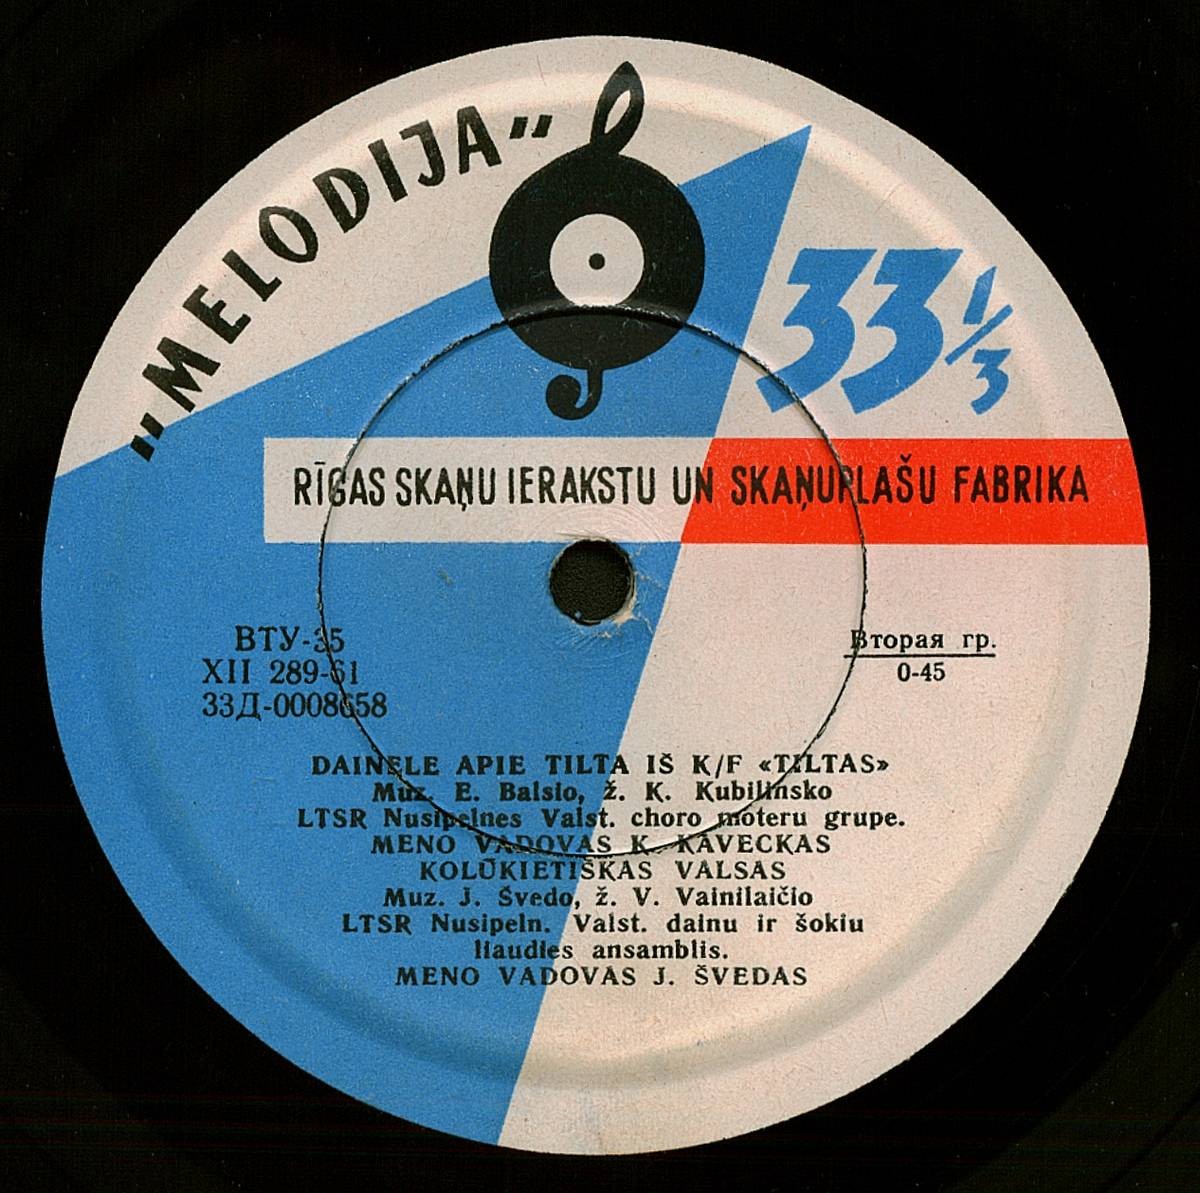 "MELODIJA"
33 1/3
RĪGAS SKAŅU IERAKSTU UN SKAŅUPLAŠU FABRIKA
ВТУ-35
XII 289-61
33Д-0008658
Вторая гр.
0-45
DAINELE APIE TILTA IŠ K/F «TILTAS»
Muz. E. Balsio, ž. K. Kubilinsko
LTSR Nusipelnes Valst. choro moteru grupe.
MENO VADOVAS K. KAVECKAS
KOLŪKIETIŠKAS VALSAS
Muz. J. Švedo, ž. V. Vainilaičio
LTSR Nusipeln. Valst. dainu ir šokiu
liaudies ansamblis.
MENO VADOVAS J. ŠVEDAS